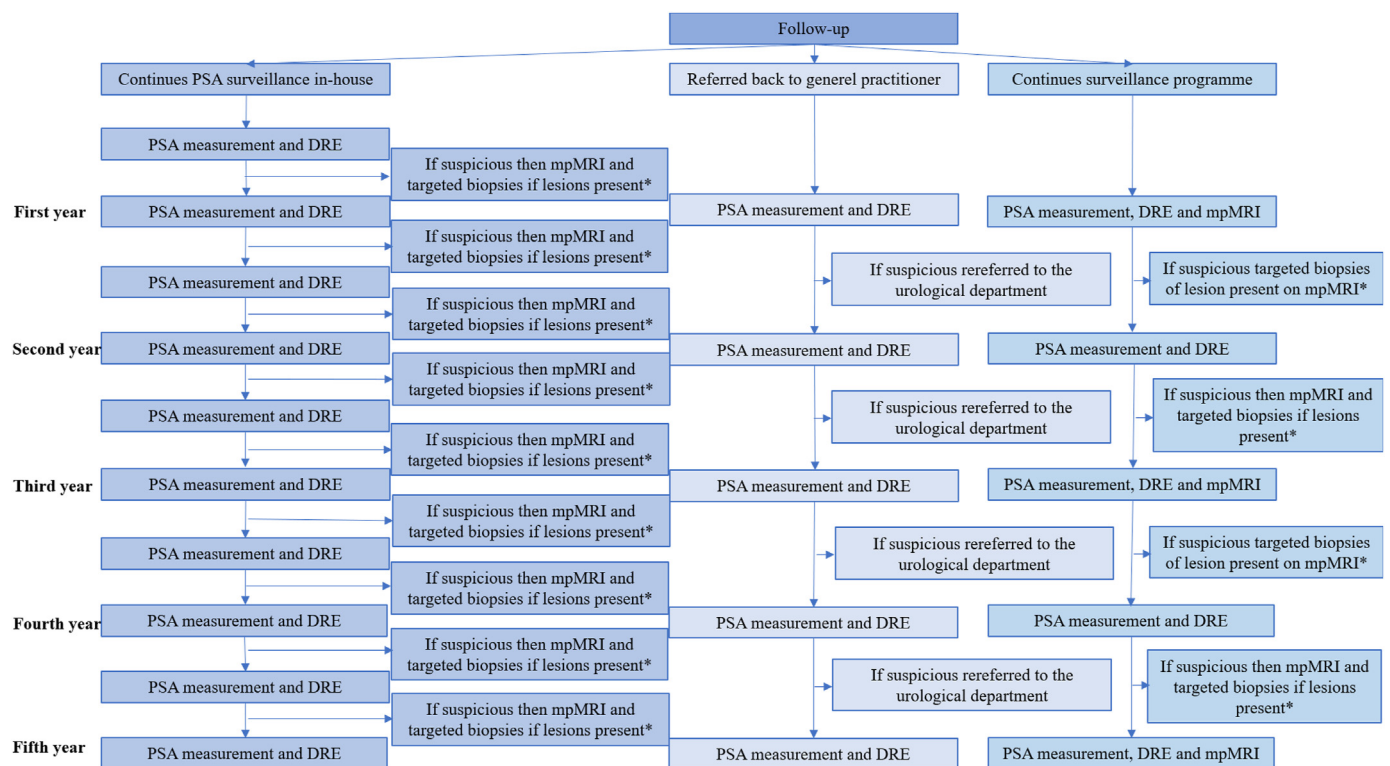 Follow-up
Continues PSA surveillance in-house
Referred back to generel practitioner
Continues surveillance programme
PSA measurement and DRE
If suspicious then mpMRI and
targeted biopsies if lesions present*
First year
PSA measurement and DRE
PSA measurement and DRE
PSA measurement, DRE and mpMRI
If suspicious then mpMRI and
targeted biopsies if lesions present*
PSA measurement and DRE
If suspicious rereferred to the
urological department
If suspicious targeted biopsies
of lesion present on mpMRI*
If suspicious then mpMRI and
targeted biopsies if lesions present*
Second year
PSA measurement and DRE
PSA measurement and DRE
PSA measurement and DRE
If suspicious then mpMRI and
targeted biopsies if lesions present*
PSA measurement and DRE
If suspicious rereferred to the
urological department
If suspicious then mpMRI and
targeted biopsies if lesions
present*
If suspicious then mpMRI and
targeted biopsies if lesions present*
Third year
PSA measurement and DRE
PSA measurement and DRE
PSA measurement, DRE and mpMRI
If suspicious then mpMRI and
targeted biopsies if lesions present*
PSA measurement and DRE
If suspicious rereferred to the
urological department
If suspicious targeted biopsies
of lesion present on mpMRI*
If suspicious then mpMRI and
targeted biopsies if lesions present*
Fourth year
PSA measurement and DRE
PSA measurement and DRE
PSA measurement and DRE
If suspicious then mpMRI and
targeted biopsies if lesions present*
PSA measurement and DRE
If suspicious rereferred to the
urological department
If suspicious then mpMRI and
targeted biopsies if lesions
present*
If suspicious then mpMRI and
targeted biopsies if lesions present*
Fifth year
PSA measurement and DRE
PSA measurement and DRE
PSA measurement, DRE and mpMRI